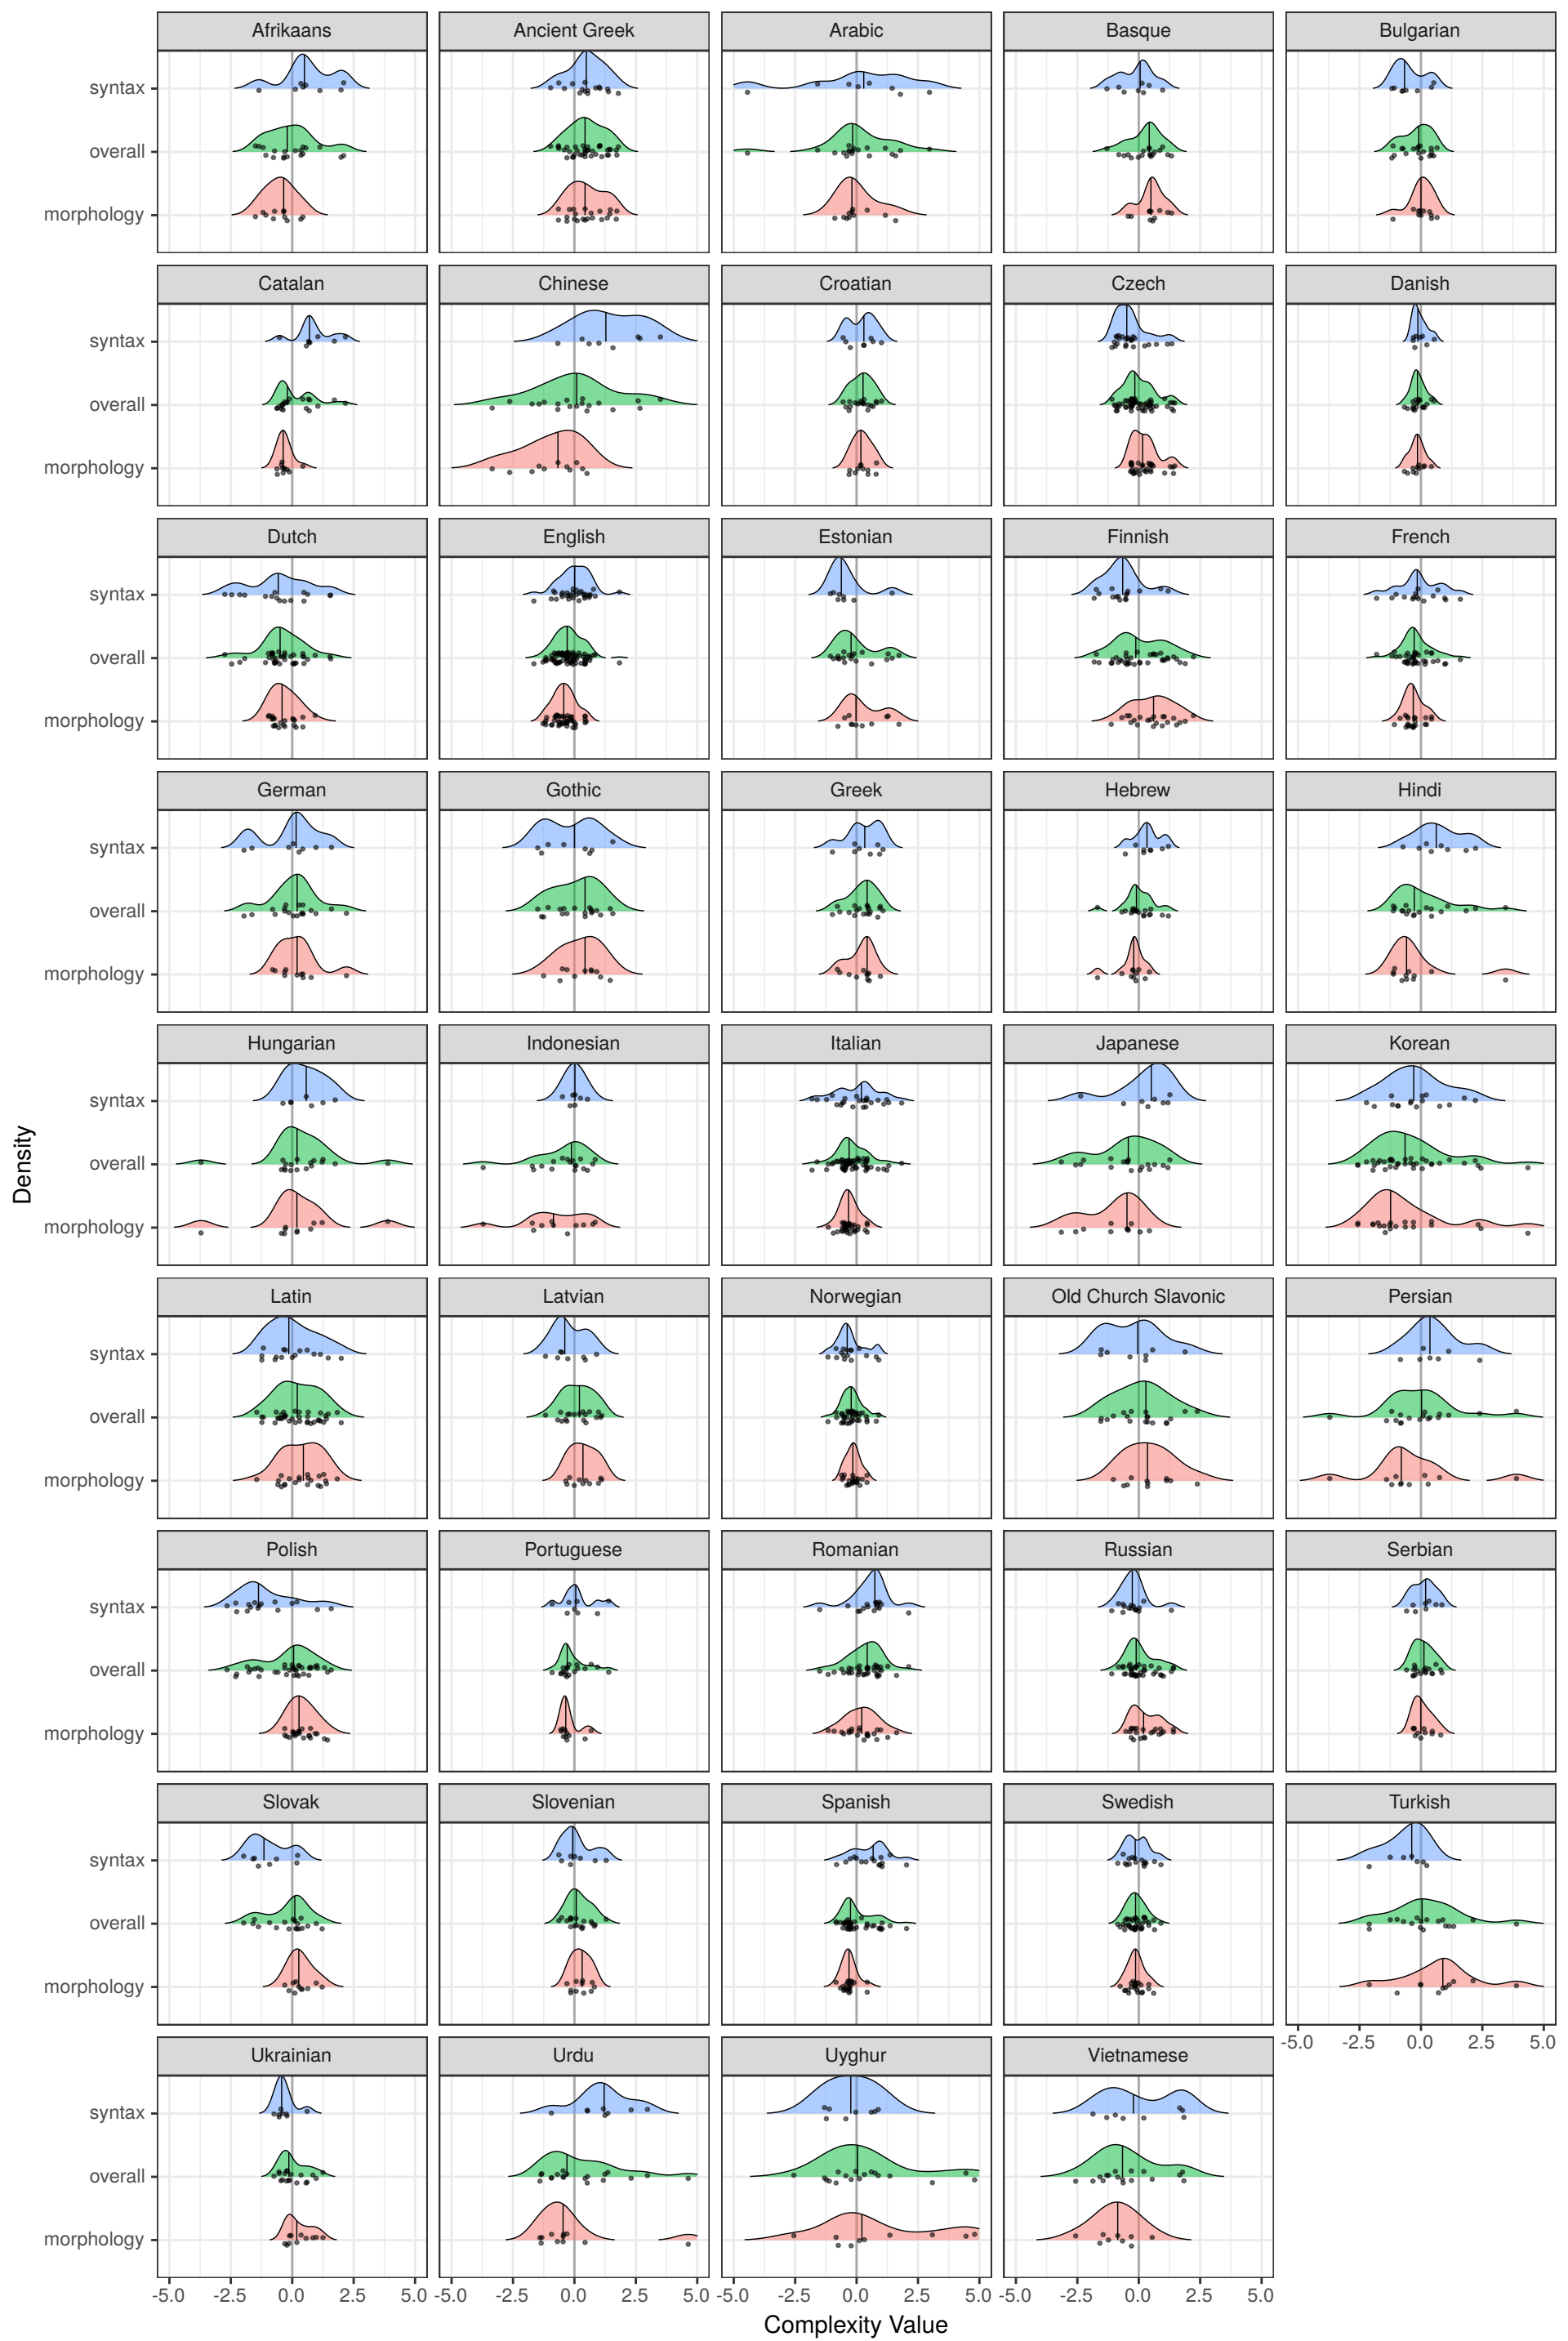 Afrikaans Ancient Greek Arabic Basque Bulgarian
syntax
overall
morphology
Catalan Chinese Croatian Czech Danish
syntax
overall
morphology
Dutch English Estonian Finnish French
syntax
overall
morphology
German Gothic Greek Hebrew Hindi
syntax
overall
morphology
Hungarian Indonesian Italian Japanese Korean
syntax
overall
morphology
Density
Latin Latvian Norwegian Old Church Slavonic Persian
syntax
overall
morphology
Polish Portuguese Romanian Russian Serbian
syntax
overall
morphology
Slovak Slovenian Spanish Swedish Turkish
syntax
overall
morphology
-5.0 -2.5 0.0 2.5 5.0
Ukrainian Urdu Uyghur Vietnamese
syntax
overall
morphology
-5.0 -2.5 0.0 2.5 5.0 -5.0 -2.5 0.0 2.5 5.0 -5.0 -2.5 0.0 2.5 5.0 -5.0 -2.5 0.0 2.5 5.0
Complexity Value